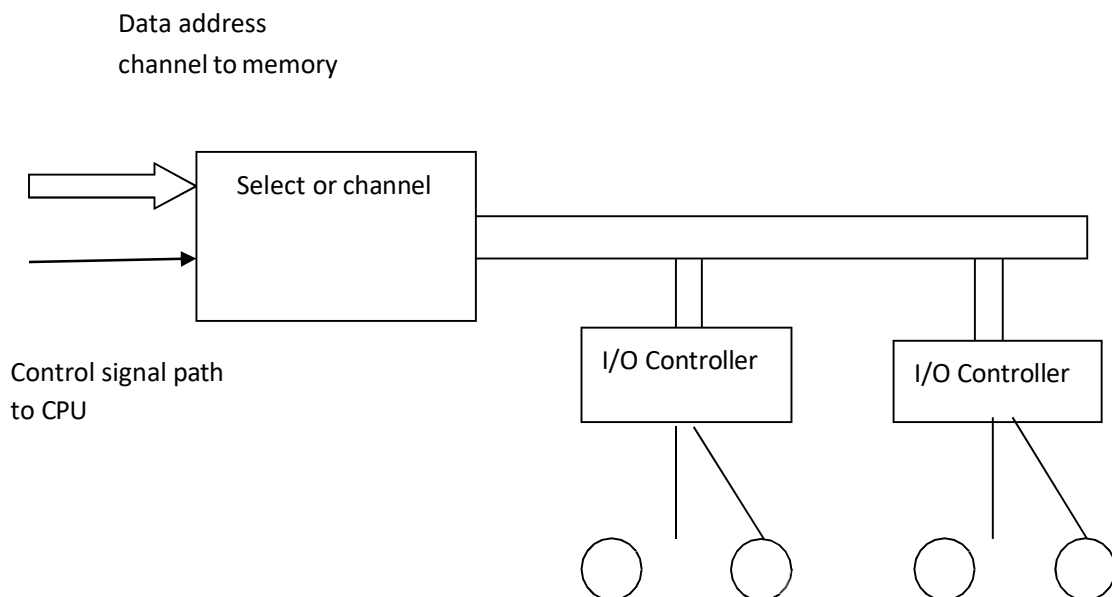 Data address
channel to memory
Select or channel
I/O Controller
I/O Controller
Control signal path
to CPU